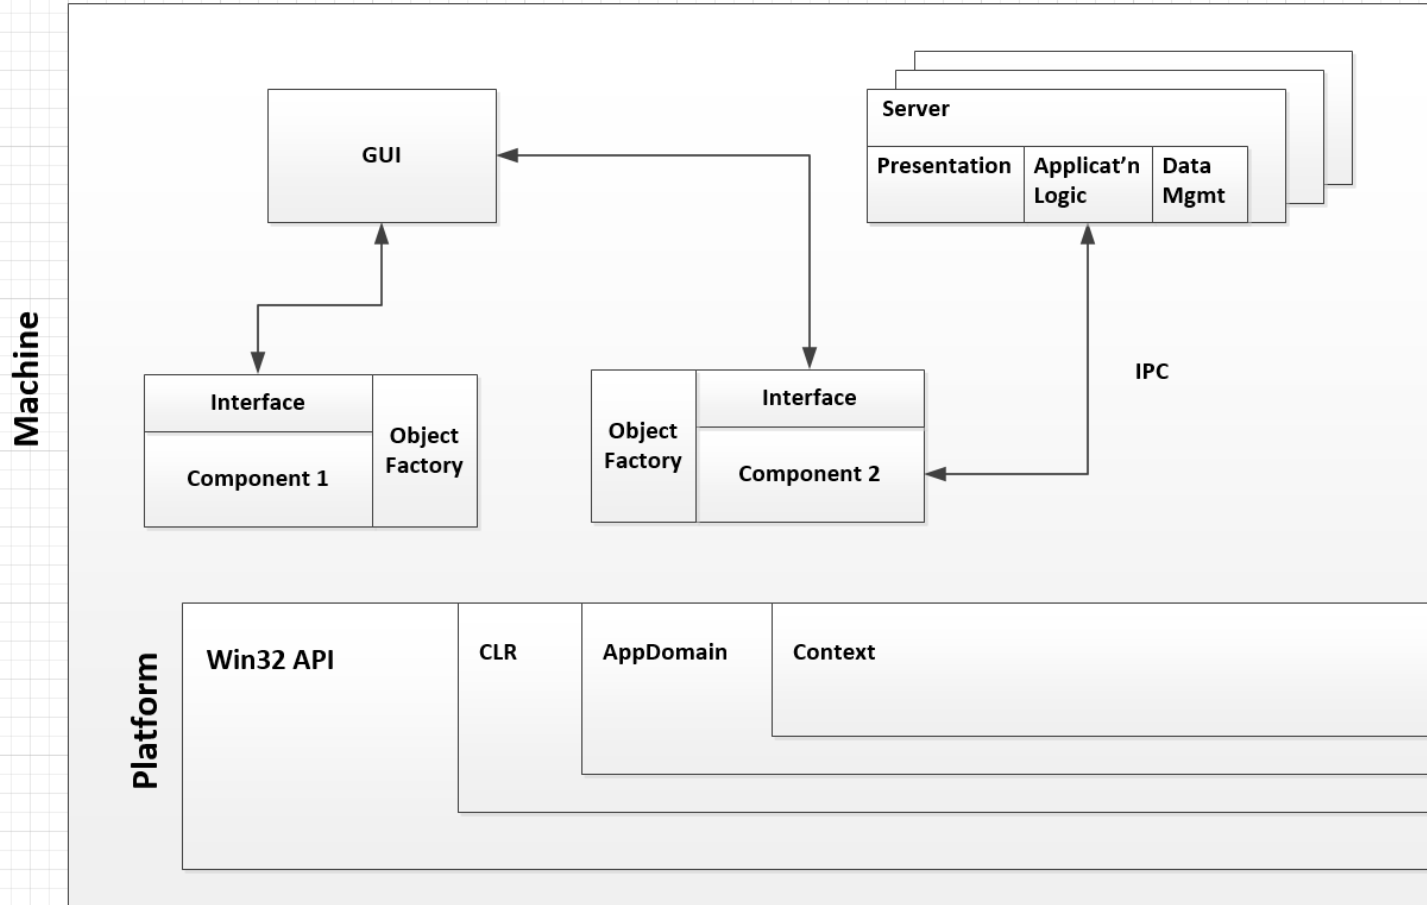 Machine
GUI
Server
Presentation
Applicat’n
Logic
Data
Mgmt
IPC
Interface
Component 1
Object
Factory
Object
Factory
Interface
Component 2
Platform
Win32 API
CLR
AppDomain
Context